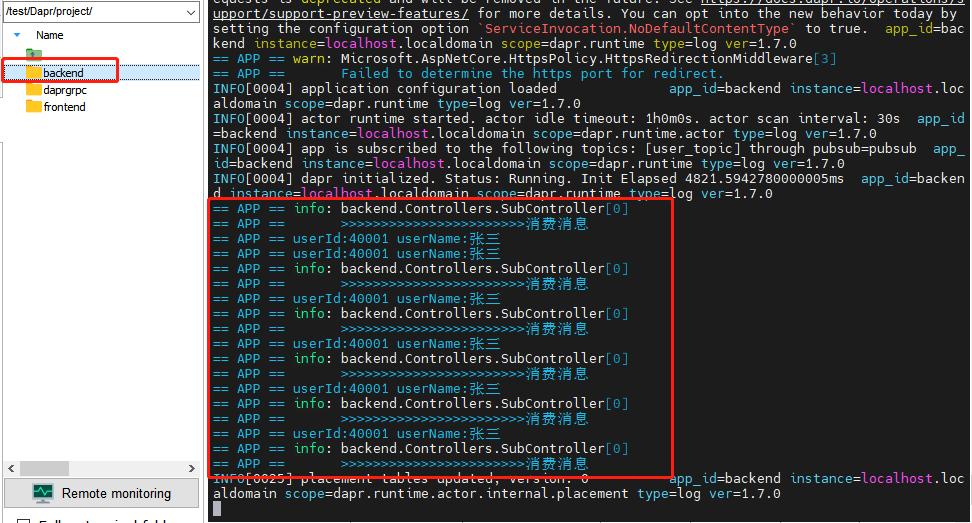 /test/Dapr/project/
Name
backend
daprgrpc
frontend
Remote monitoring
equests is deprecated and will be removed in the future. See https://docs.dapr.io/operations/s
upport/support-preview-features/ for more details. You can opt into the new behavior today by
setting the configuration option `ServiceInvocation.NoDefaultContentType` to true.  app_id=bac
kend instance=localhost.localdomain scope=dapr.runtime type=log ver=1.7.0
== APP == warn: Microsoft.AspNetCore.HttpsPolicy.HttpsRedirectionMiddleware[3]
== APP ==       Failed to determine the https port for redirect.
INFO[0004] application configuration loaded              app_id=backend instance=localhost.loc
aldomain scope=dapr.runtime type=log ver=1.7.0
INFO[0004] actor runtime started. actor idle timeout: 1h0m0s. actor scan interval: 30s  app_id
=backend instance=localhost.localdomain scope=dapr.runtime.actor type=log ver=1.7.0
INFO[0004] app is subscribed to the following topics: [user_topic] through pubsub=pubsub  app_
id=backend instance=localhost.localdomain scope=dapr.runtime type=log ver=1.7.0
INFO[0004] dapr initialized. Status: Running. Init Elapsed 4821.5942780000005ms  app_id=backen
d instance=localhost.localdomain scope=dapr.runtime type=log ver=1.7.0
== APP == info: backend.Controllers.SubController[0]
== APP ==       >>>>>>>>>>>>>>>>>>>>>>>消费消息
== APP == userId:40001 userName:张三
== APP == userId:40001 userName:张三
== APP == info: backend.Controllers.SubController[0]
== APP ==       >>>>>>>>>>>>>>>>>>>>>>>消费消息
== APP == userId:40001 userName:张三
== APP == info: backend.Controllers.SubController[0]
== APP ==       >>>>>>>>>>>>>>>>>>>>>>>消费消息
== APP == userId:40001 userName:张三
== APP == info: backend.Controllers.SubController[0]
== APP ==       >>>>>>>>>>>>>>>>>>>>>>>消费消息
== APP == userId:40001 userName:张三
== APP == info: backend.Controllers.SubController[0]
== APP ==       >>>>>>>>>>>>>>>>>>>>>>>消费消息
== APP == userId:40001 userName:张三
== APP == info: backend.Controllers.SubController[0]
== APP ==       >>>>>>>>>>>>>>>>>>>>>>>消费消息
INFO[0025] placement tables updated, version: 0          app_id=backend instance=localhost.loc
aldomain scope=dapr.runtime.actor.internal.placement type=log ver=1.7.0